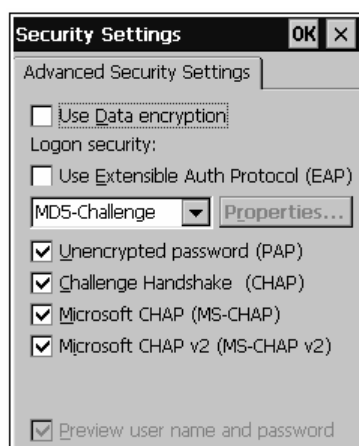 Security Settings OK ×
Advanced Security Settings
Use Data encryption
Logon security:
Use Extensible Auth Protocol (EAP)
MD5-Challenge Properties...
Unencrypted password (PAP)
Challenge Handshake (CHAP)
Microsoft CHAP (MS-CHAP)
Microsoft CHAP v2 (MS-CHAP v2)
Preview user name and password